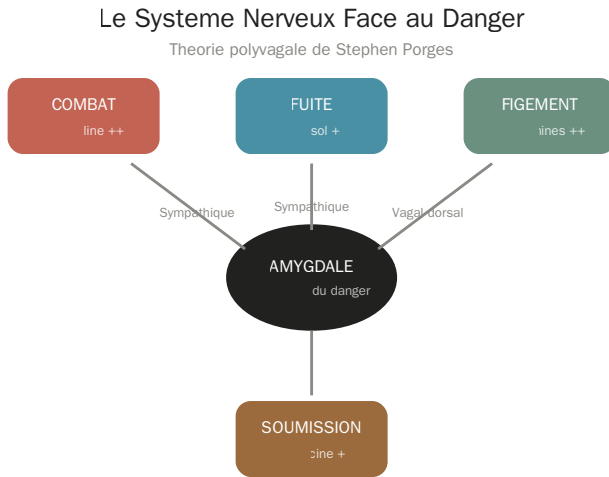 Le Systeme Nerveux Face au Danger
Theorie polyvagale de Stephen Porges
COMBAT
line ++
FUITE
sol +
FIGEMENT
ines ++
Sympathique
Sympathique
Vagal dorsal
AMYGDALE
du danger
SOUMISSION
cine +